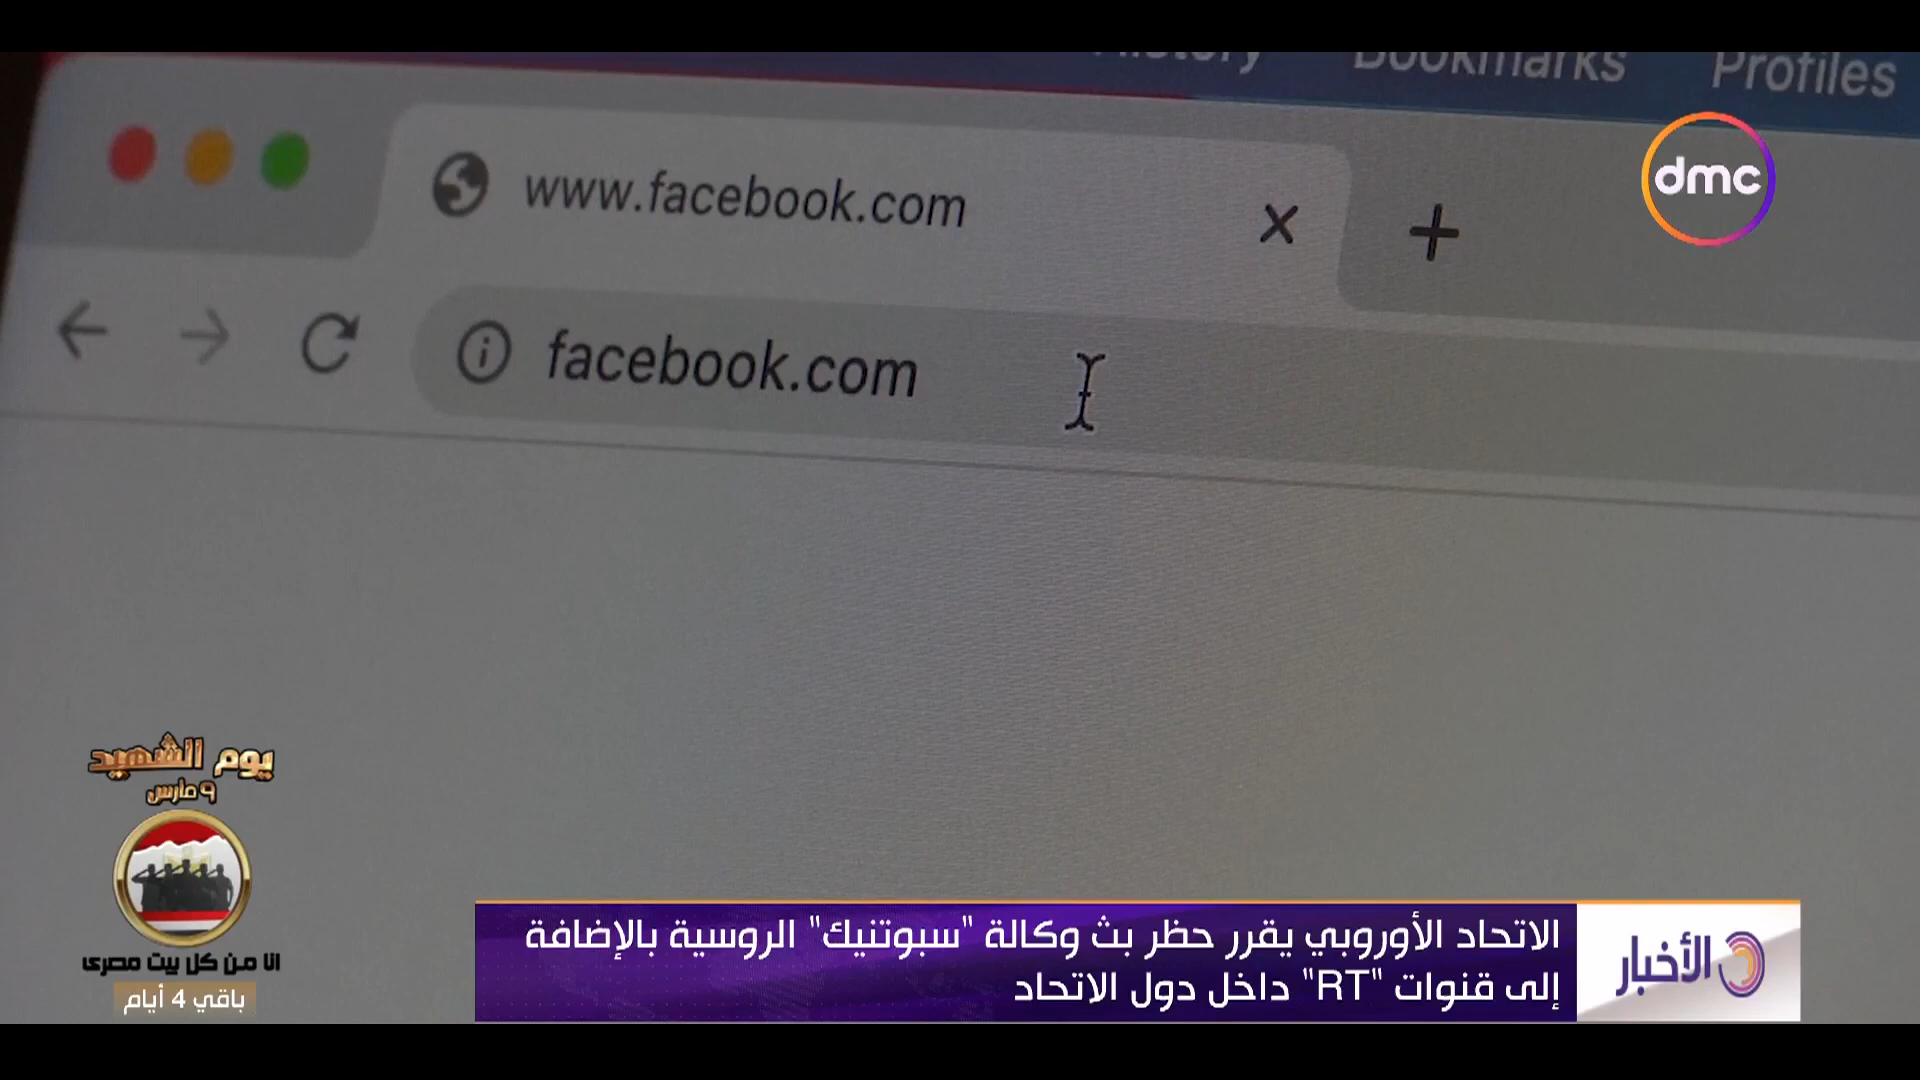 History Bookmarks Profiles
dmc
www.facebook.com
facebook.com
يوم الشهيد
٩ مارس
انا من كل بيت مصرى
باقي 4 أيام
الاتحاد الأوروبي يقرر حظر بث وكالة "سبوتنيك" الروسية بالإضافة
إلى قنوات "RT" داخل دول الاتحاد
الأخبار